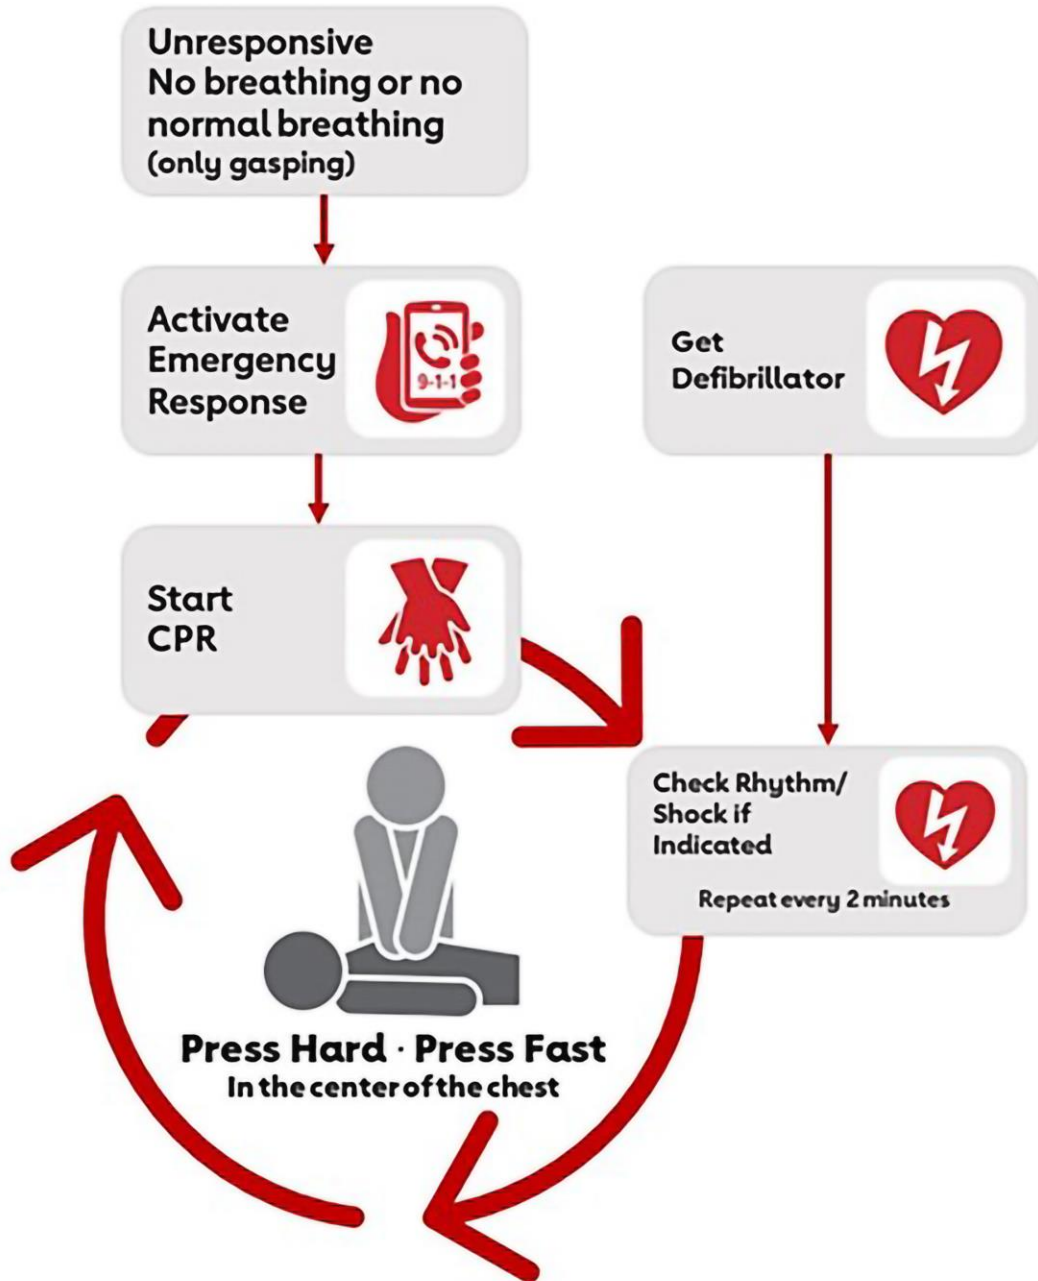 Unresponsive
No breathing or no
normal breathing
(only gasping)
Activate
Emergency
Response
9-1-1
Get
Defibrillator
Start
CPR
Check Rhythm/
Shock if
Indicated
Repeat every 2 minutes
Press Hard · Press Fast
In the center of the chest